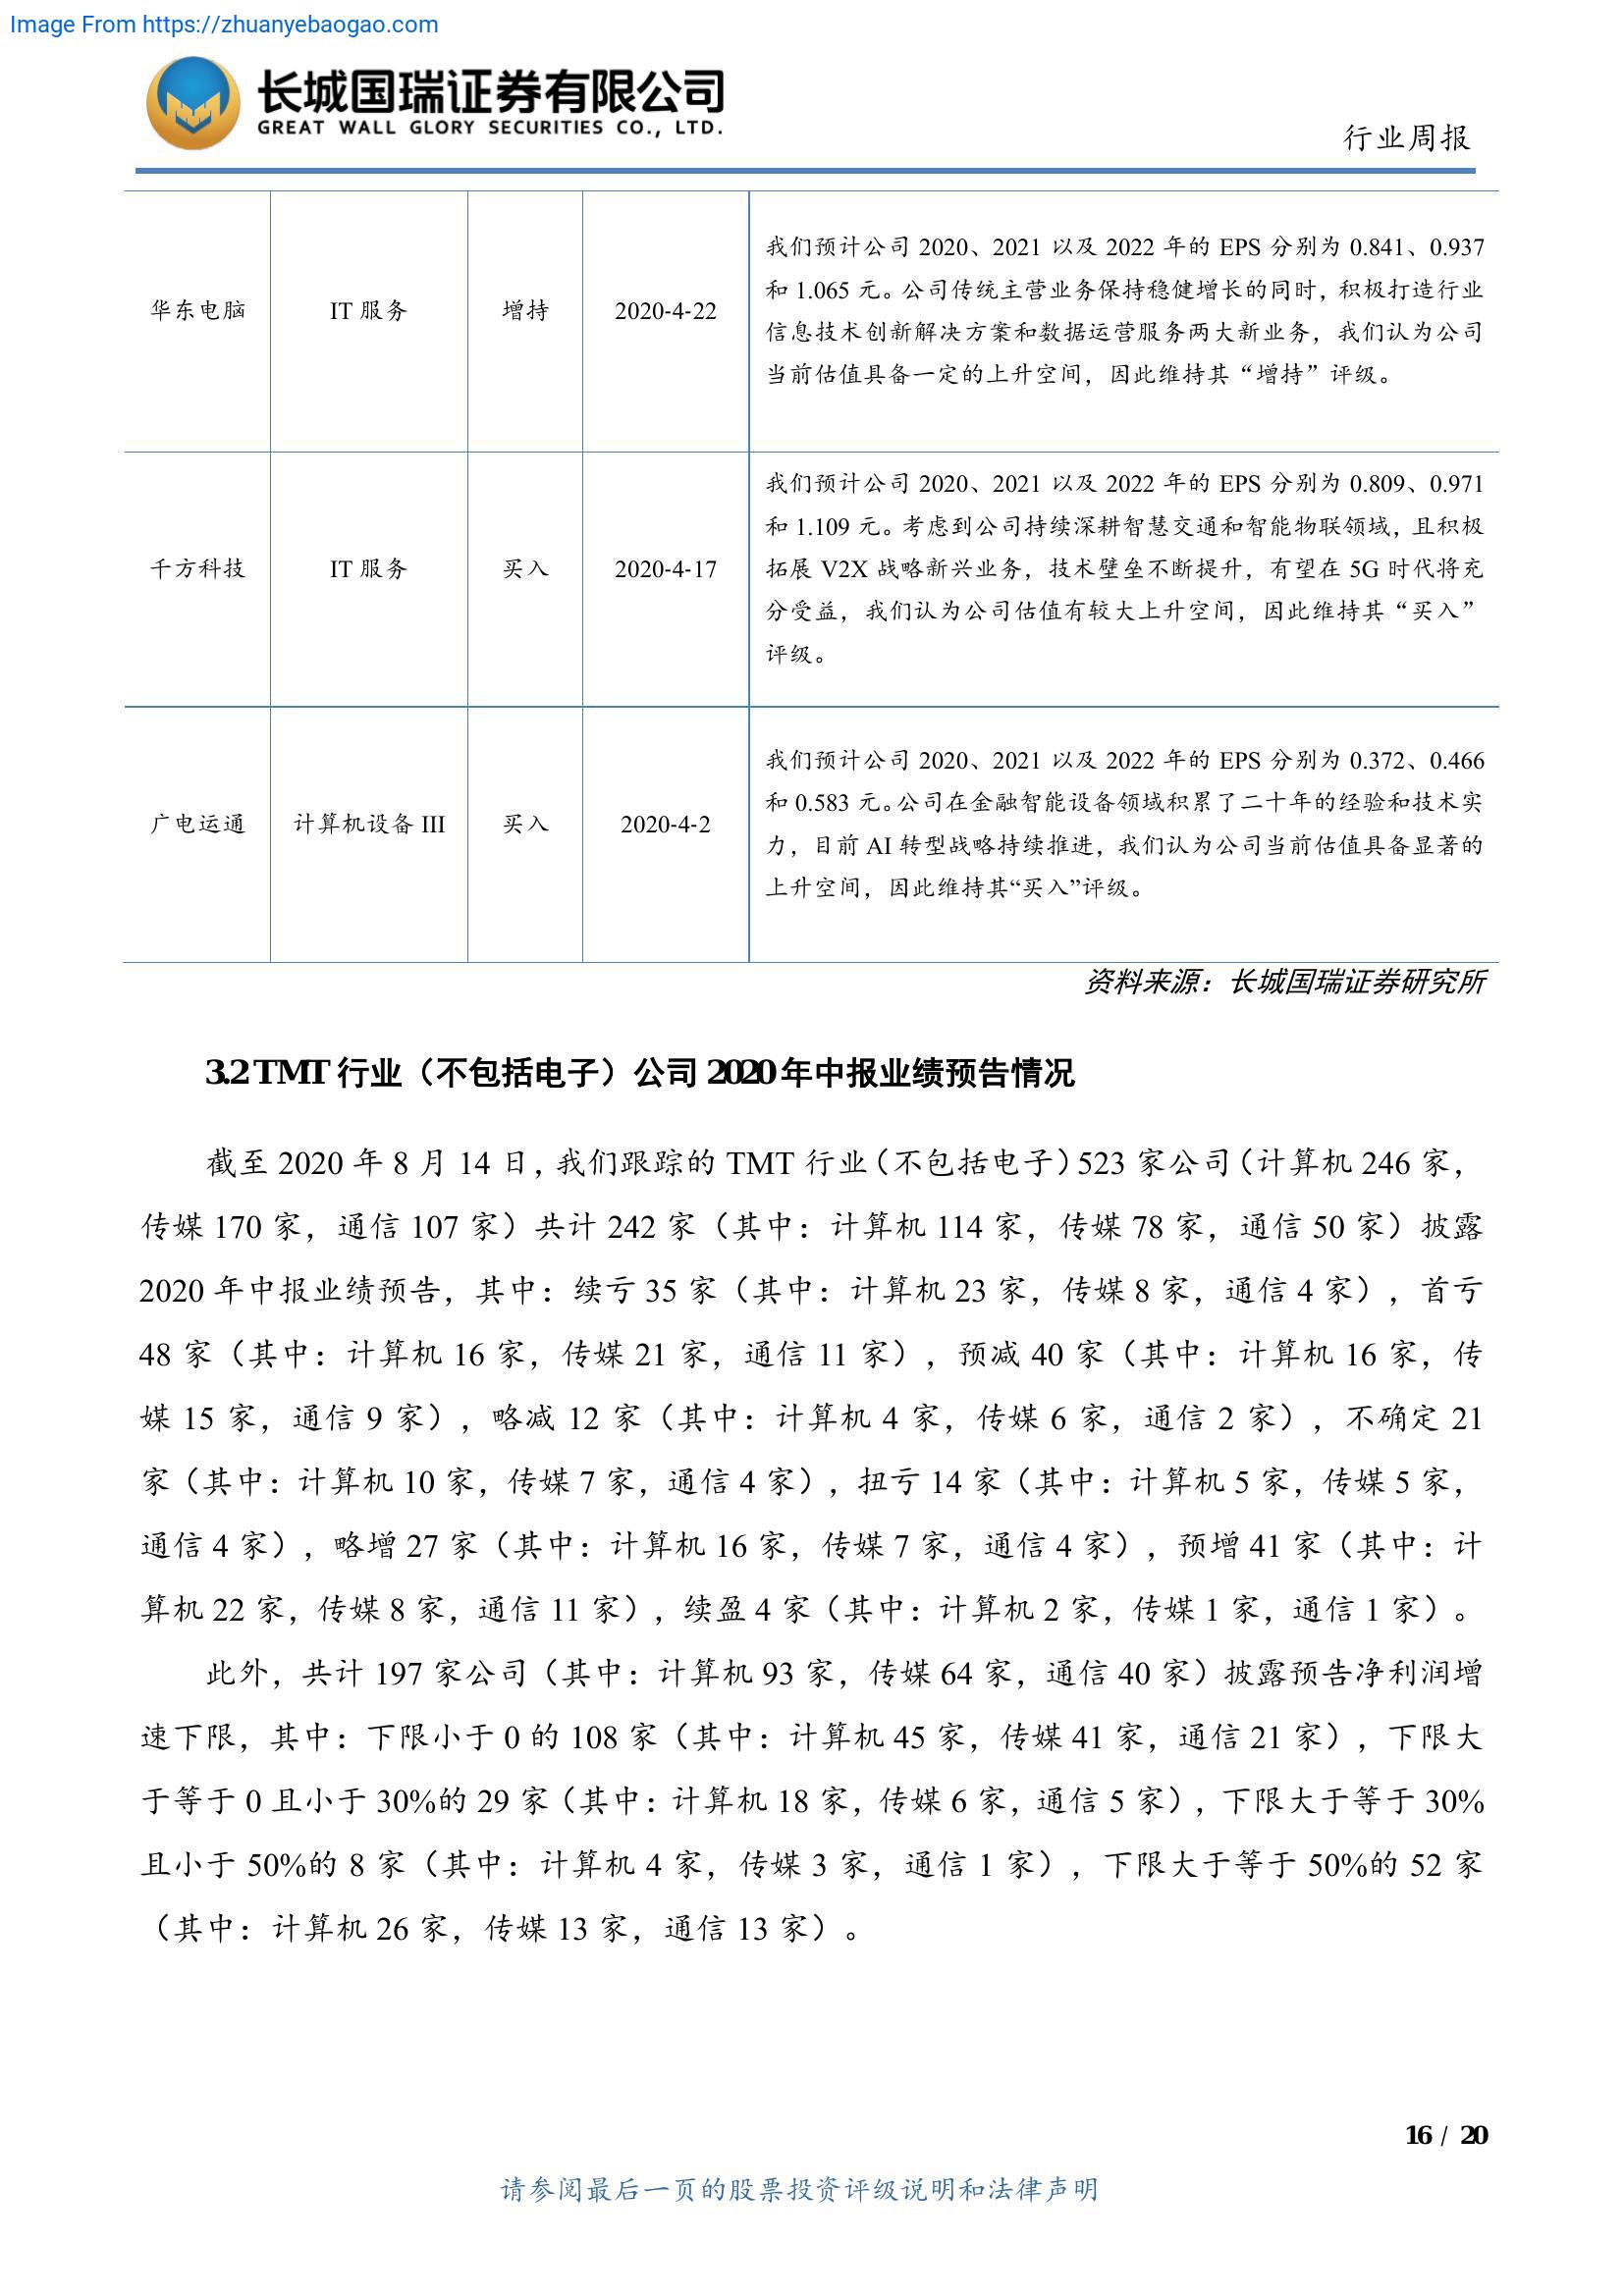 Image From https://zhuanyebaogao.com
长城国瑞证券有限公司
GREAT WALL GLORY SECURITIES CO., LTD.
行业周报
华东电脑
IT 服务
增持
2020-4-22
我们预计公司 2020、2021 以及 2022 年的 EPS 分别为 0.841、0.937
和 1.065 元。公司传统主营业务保持稳健增长的同时，积极打造行业
信息技术创新解决方案和数据运营服务两大新业务，我们认为公司
当前估值具备一定的上升空间，因此维持其“增持”评级。
千方科技
IT 服务
买入
2020-4-17
我们预计公司 2020、2021 以及 2022 年的 EPS 分别为 0.809、0.971
和 1.109 元。考虑到公司持续深耕智慧交通和智能物联领域，且积极
拓展 V2X 战略新兴业务，技术壁垒不断提升，有望在 5G 时代将充
分受益，我们认为公司估值有较大上升空间，因此维持其“买入”
评级。
广电运通
计算机设备 III
买入
2020-4-2
我们预计公司 2020、2021 以及 2022 年的 EPS 分别为 0.372、0.466
和 0.583 元。公司在金融智能设备领域积累了二十年的经验和技术实
力，目前 AI 转型战略持续推进，我们认为公司当前估值具备显著的
上升空间，因此维持其“买入”评级。
资料来源：长城国瑞证券研究所
3.2 TMT 行业（不包括电子）公司 2020 年中报业绩预告情况
截至 2020 年 8 月 14 日，我们跟踪的 TMT 行业（不包括电子）523 家公司（计算机 246 家，
传媒 170 家，通信 107 家）共计 242 家（其中：计算机 114 家，传媒 78 家，通信 50 家）披露
2020 年中报业绩预告，其中：续亏 35 家（其中：计算机 23 家，传媒 8 家，通信 4 家），首亏
48 家（其中：计算机 16 家，传媒 21 家，通信 11 家），预减 40 家（其中：计算机 16 家，传
媒 15 家，通信 9 家），略减 12 家（其中：计算机 4 家，传媒 6 家，通信 2 家），不确定 21
家（其中：计算机 10 家，传媒 7 家，通信 4 家），扭亏 14 家（其中：计算机 5 家，传媒 5 家，
通信 4 家），略增 27 家（其中：计算机 16 家，传媒 7 家，通信 4 家），预增 41 家（其中：计
算机 22 家，传媒 8 家，通信 11 家），续盈 4 家（其中：计算机 2 家，传媒 1 家，通信 1 家）。
此外，共计 197 家公司（其中：计算机 93 家，传媒 64 家，通信 40 家）披露预告净利润增
速下限，其中：下限小于 0 的 108 家（其中：计算机 45 家，传媒 41 家，通信 21 家），下限大
于等于 0 且小于 30%的 29 家（其中：计算机 18 家，传媒 6 家，通信 5 家），下限大于等于 30%
且小于 50%的 8 家（其中：计算机 4 家，传媒 3 家，通信 1 家），下限大于等于 50%的 52 家
（其中：计算机 26 家，传媒 13 家，通信 13 家）。
16 / 20
请参阅最后一页的股票投资评级说明和法律声明